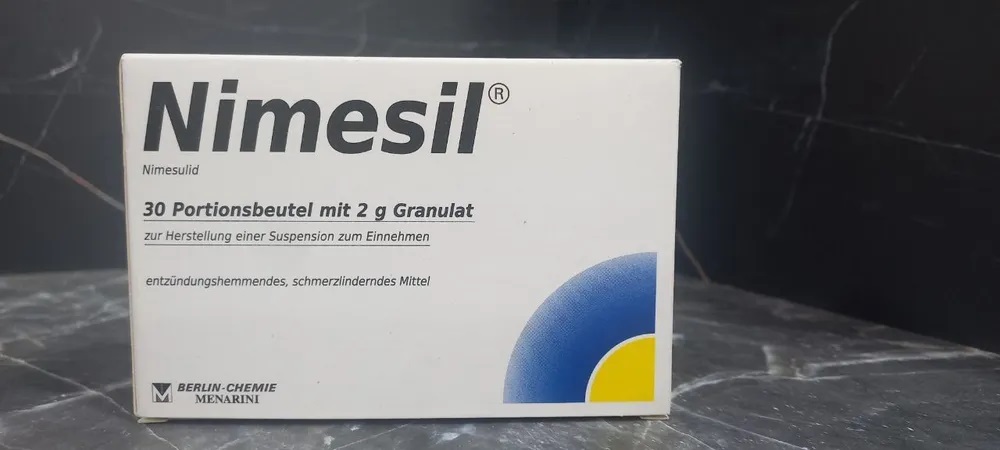 Nimesil®
Nimesulid
30 Portionsbeutel mit 2 g Granulat
zur Herstellung einer Suspension zum Einnehmen
entzündungshemmendes, schmerzlinderndes Mittel
BERLIN-CHEMIE
MENARINI